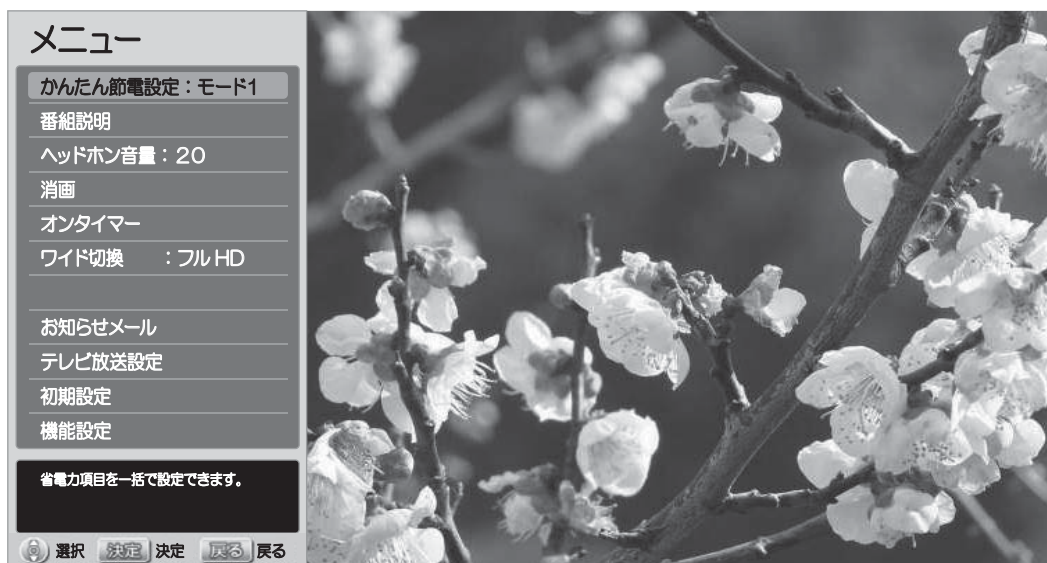 メニュー
かんたん節電設定：モード1
番組説明
ヘッドホン音量：20
消画
オンタイマー
ワイド切換　：フルHD
お知らせメール
テレビ放送設定
初期設定
機能設定
省電力項目を一括で設定できます。
選択 決定 決定 戻る 戻る